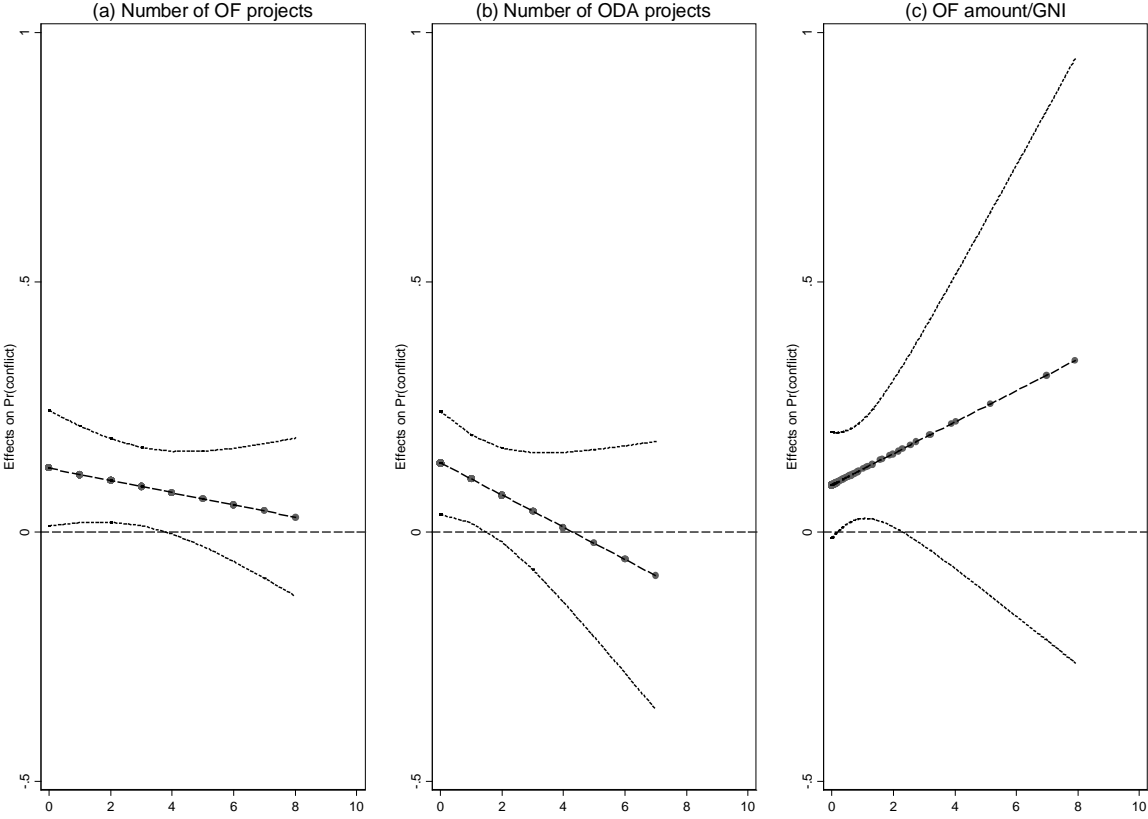 (a) Number of OF projects
Effects on Pr(conflict)
1
.5
0
-.5
0 2 4 6 8 10
(b) Number of ODA projects
Effects on Pr(conflict)
1
.5
0
-.5
0 2 4 6 8 10
(c) OF amount/GNI
Effects on Pr(conflict)
1
.5
0
-.5
0 2 4 6 8 10